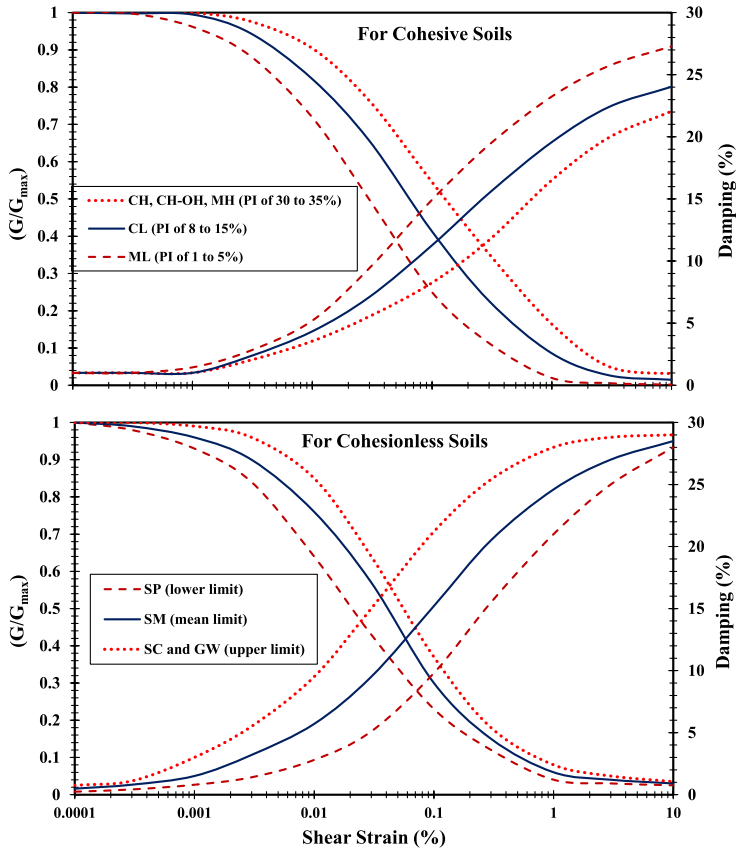 For Cohesive Soils
1
0.9
0.8
0.7
0.6
0.5
0.4
0.3
0.2
0.1
0
(G/Gmax)
30
25
20
15
10
5
0
Damping (%)
CH, CH-OH, MH (PI of 30 to 35%)
CL (PI of 8 to 15%)
ML (PI of 1 to 5%)
For Cohesionless Soils
1
0.9
0.8
0.7
0.6
0.5
0.4
0.3
0.2
0.1
0
(G/Gmax)
30
25
20
15
10
5
0
Damping (%)
SP (lower limit)
SM (mean limit)
SC and GW (upper limit)
0.0001 0.001 0.01 0.1 1 10
Shear Strain (%)